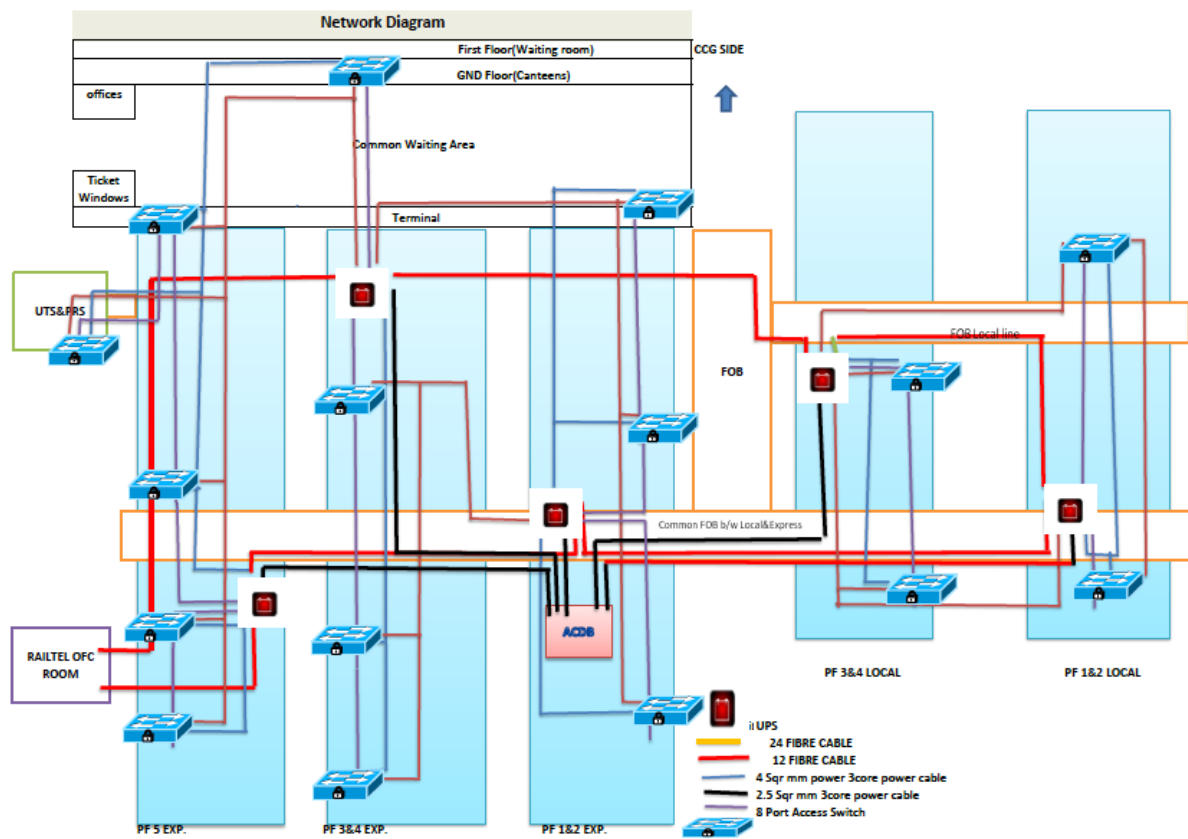 Network Diagram
First Floor(Waiting room)
CCG SIDE
GND Floor(Canteens)
offices
Common Waiting Area
Ticket
Windows
Terminal
UTS&PRS
FOB Local line
FOB
Common FOB b/w Local&Express
ACDB
RAILTEL OFC
ROOM
PF 3&4 LOCAL
PF 1&2 LOCAL
UPS
24 FIBRE CABLE
12 FIBRE CABLE
4 Sqr mm power 3core power cable
2.5 Sqr mm 3core power cable
8 Port Access Switch
PF 5 EXP.
PF 3&4 EXP.
PF 1&2 EXP.